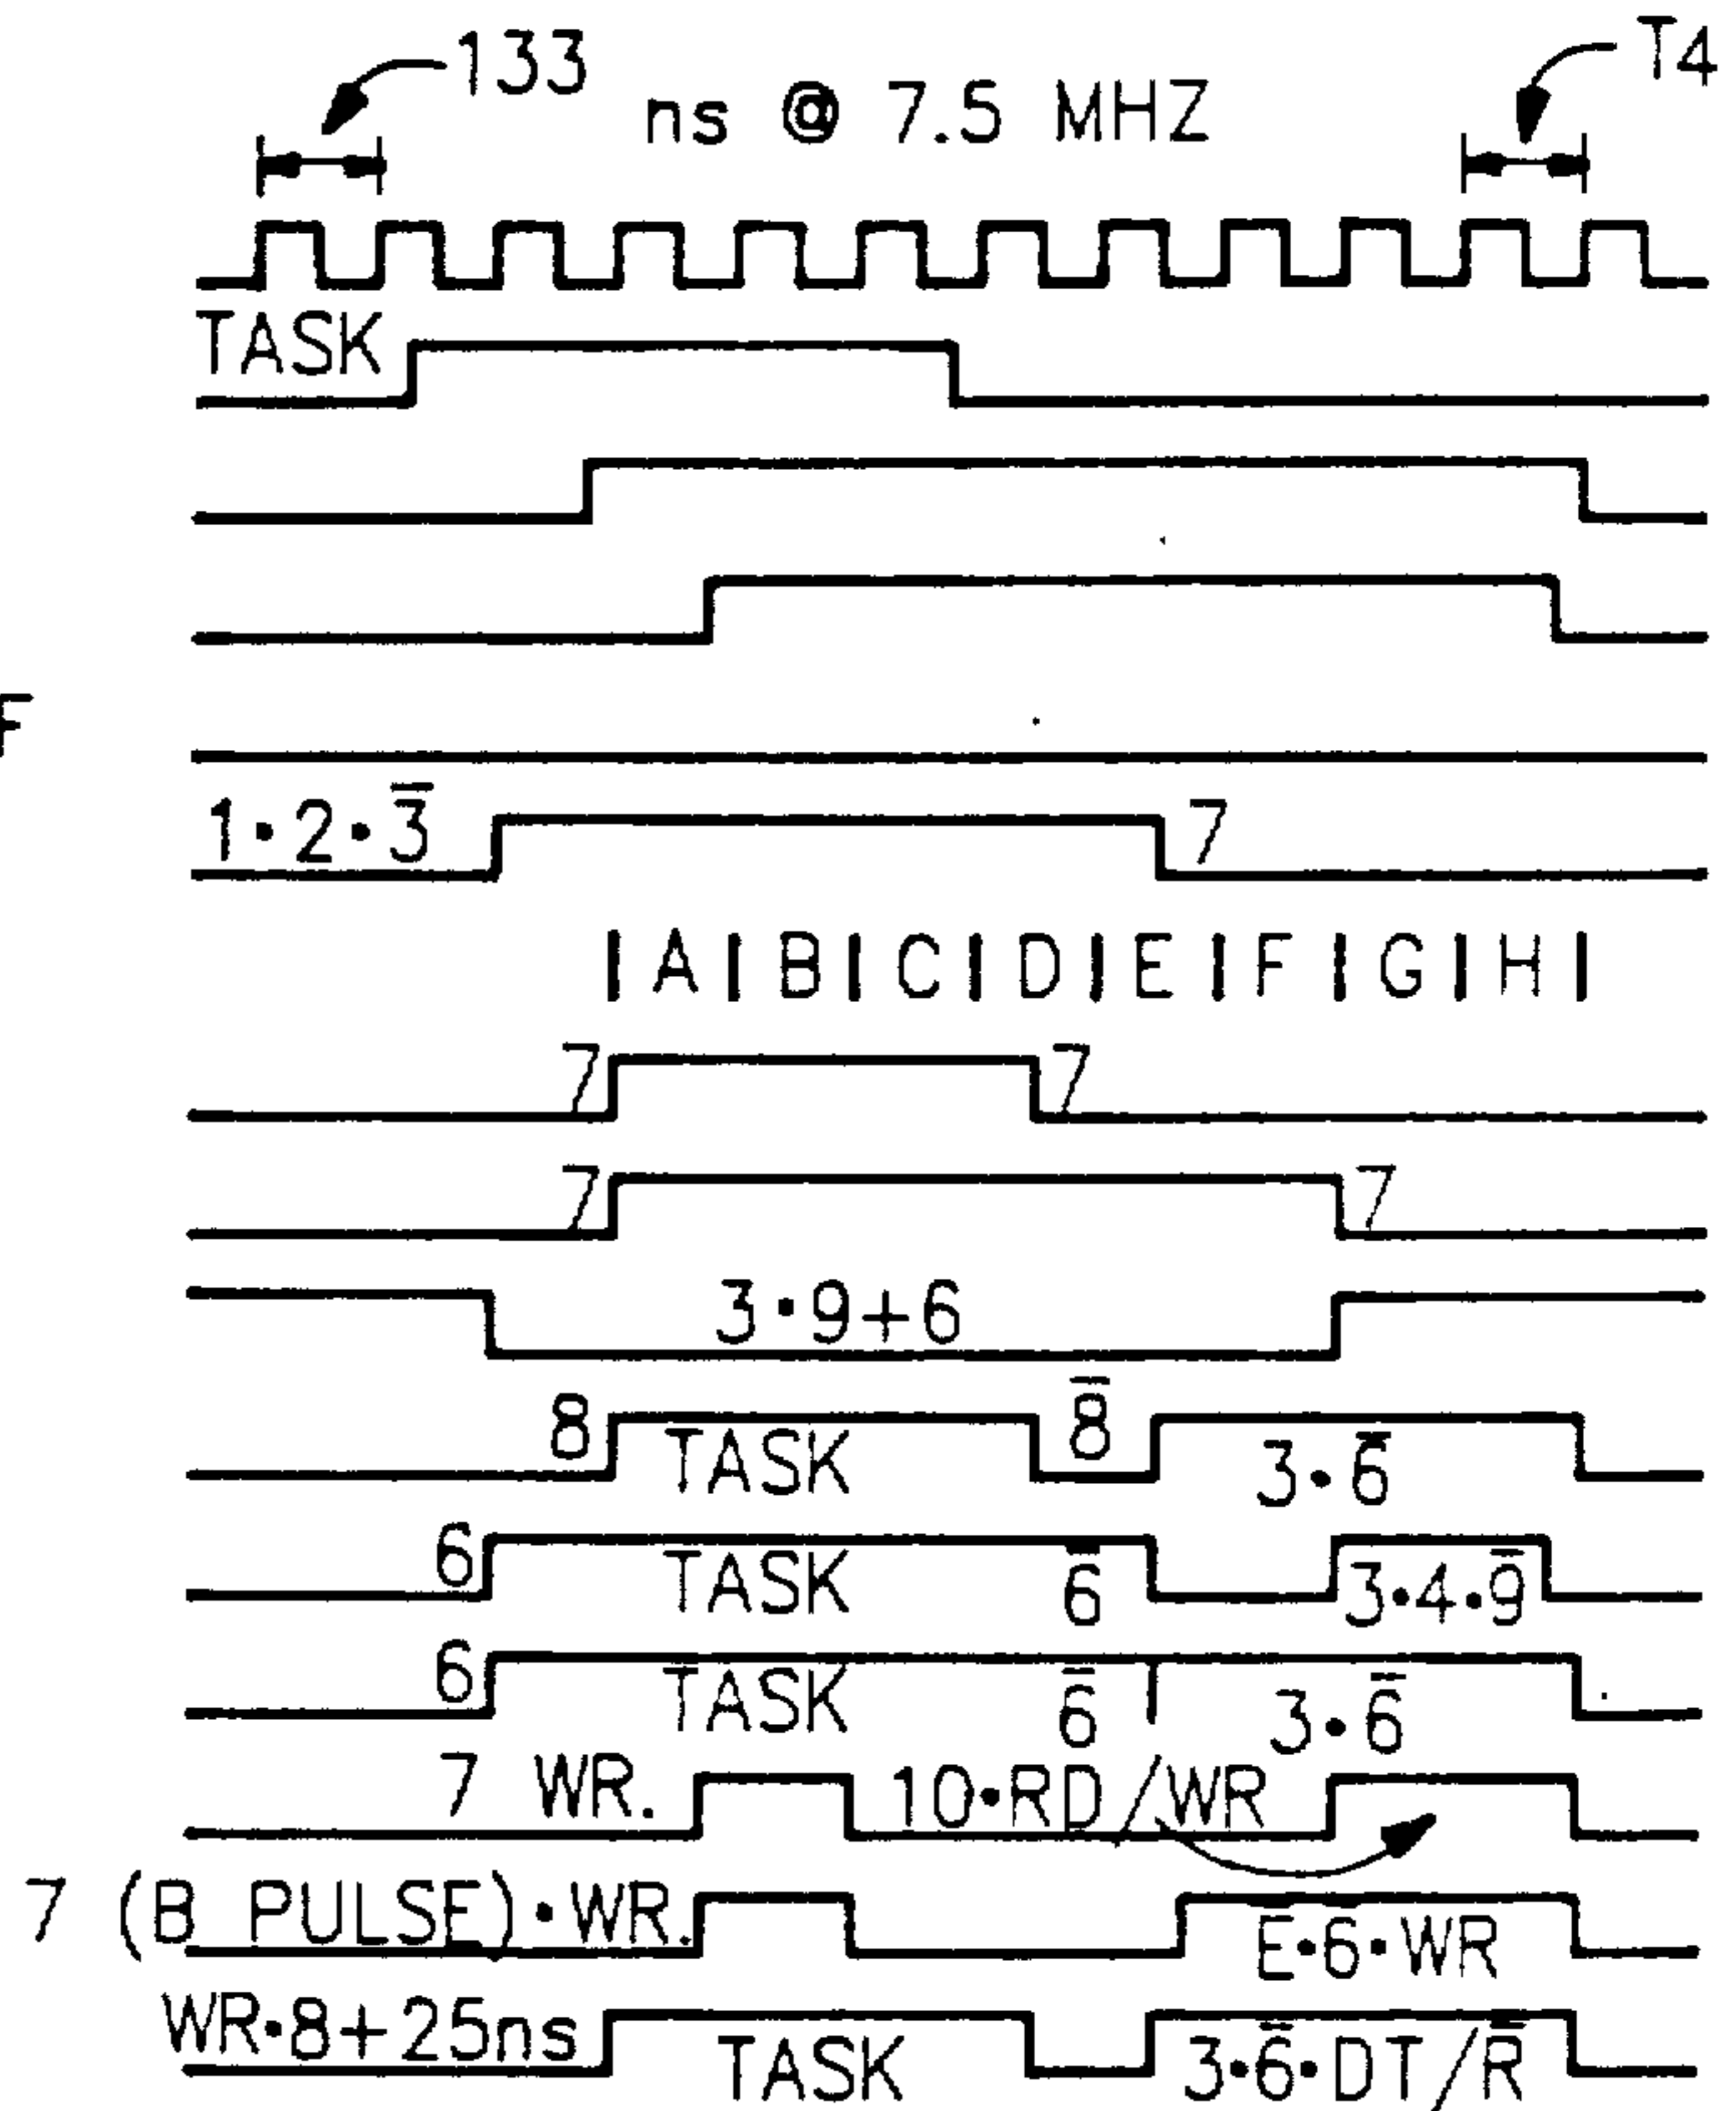 133 ns @ 7.5 MHZ T4
TASK
F
1·2·3̅ 7
|A|B|C|D|E|F|G|H|
7 7
7 7
3·9+6
8 TASK 8̅ 3·6̅
6 TASK 6̅ 3·4·9̅
6 TASK 6̅ 3·6̅
7 WR. 10·RD/WR
7 (B PULSE)·WR. E·6·WR
WR·8+25ns TASK 3·6̅·DT/R̅